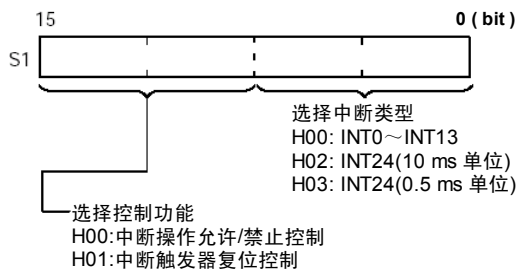 15 0 ( bit )
S1
选择中断类型
H00: INT0～INT13
H02: INT24(10 ms 单位)
H03: INT24(0.5 ms 单位)
选择控制功能
H00:中断操作允许/禁止控制
H01:中断触发器复位控制